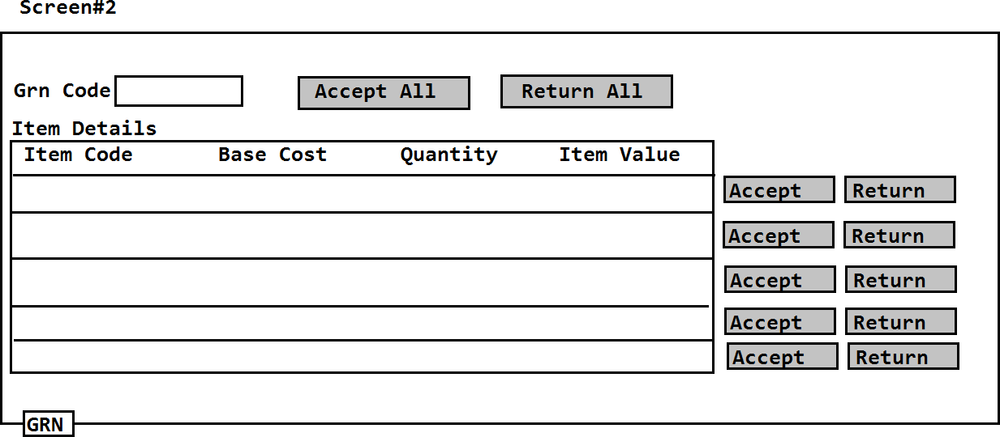 Screen#2
Grn Code Accept All Return All
Item Details
Item Code Base Cost Quantity Item Value
Accept Return
Accept Return
Accept Return
Accept Return
Accept Return
GRN